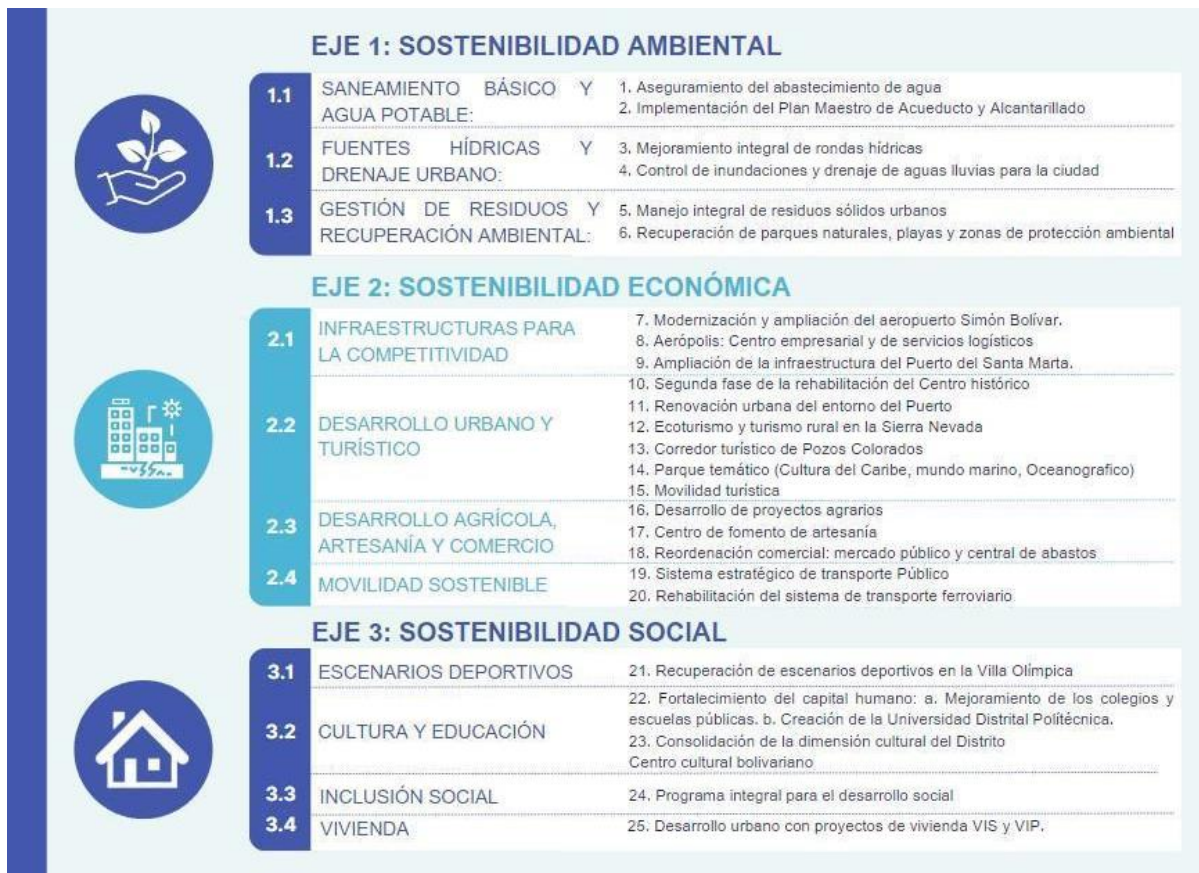 EJE 1: SOSTENIBILIDAD AMBIENTAL
1.1
SANEAMIENTO BÁSICO Y
AGUA POTABLE:
1. Aseguramiento del abastecimiento de agua
2. Implementación del Plan Maestro de Acueducto y Alcantarillado
1.2
FUENTES HÍDRICAS Y
DRENAJE URBANO:
3. Mejoramiento integral de rondas hídricas
4. Control de inundaciones y drenaje de aguas lluvias para la ciudad
1.3
GESTIÓN DE RESIDUOS Y
RECUPERACIÓN AMBIENTAL:
5. Manejo integral de residuos sólidos urbanos
6. Recuperación de parques naturales, playas y zonas de protección ambiental
EJE 2: SOSTENIBILIDAD ECONÓMICA
2.1
INFRAESTRUCTURAS PARA
LA COMPETITIVIDAD
7. Modernización y ampliación del aeropuerto Simón Bolívar.
8. Aerópolis: Centro empresarial y de servicios logísticos
9. Ampliación de la infraestructura del Puerto del Santa Marta.
2.2
DESARROLLO URBANO Y
TURÍSTICO
10. Segunda fase de la rehabilitación del Centro histórico
11. Renovación urbana del entorno del Puerto
12. Ecoturismo y turismo rural en la Sierra Nevada
13. Corredor turístico de Pozos Colorados
14. Parque temático (Cultura del Caribe, mundo marino, Oceanografico)
15. Movilidad turística
2.3
DESARROLLO AGRÍCOLA,
ARTESANÍA Y COMERCIO
16. Desarrollo de proyectos agrarios
17. Centro de fomento de artesanía
18. Reordenación comercial: mercado público y central de abastos
2.4
MOVILIDAD SOSTENIBLE
19. Sistema estratégico de transporte Público
20. Rehabilitación del sistema de transporte ferroviario
EJE 3: SOSTENIBILIDAD SOCIAL
3.1
ESCENARIOS DEPORTIVOS
21. Recuperación de escenarios deportivos en la Villa Olímpica
3.2
CULTURA Y EDUCACIÓN
22. Fortalecimiento del capital humano: a. Mejoramiento de los colegios y
escuelas públicas. b. Creación de la Universidad Distrital Politécnica.
23. Consolidación de la dimensión cultural del Distrito
Centro cultural bolivariano
3.3
INCLUSIÓN SOCIAL
24. Programa integral para el desarrollo social
3.4
VIVIENDA
25. Desarrollo urbano con proyectos de vivienda VIS y VIP.